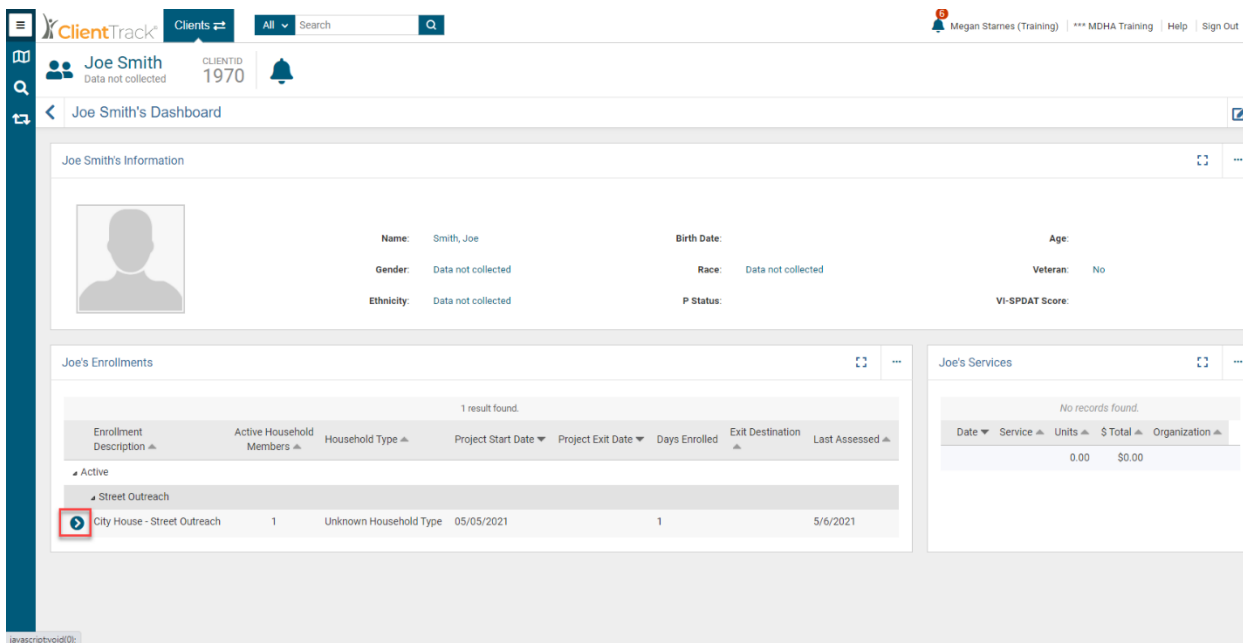 ClientTrack® Clients All Search 6 Megan Starnes (Training) *** MDHA Training Help Sign Out
Joe Smith CLIENTID
Data not collected 1970
Joe Smith's Dashboard
Joe Smith's Information ...
Name: Smith, Joe Birth Date: Age:
Gender: Data not collected Race: Data not collected Veteran: No
Ethnicity: Data not collected P Status: VI-SPDAT Score:
Joe's Enrollments ... Joe's Services ...
1 result found. No records found.
Enrollment Description Active Household Members Household Type Project Start Date Project Exit Date Days Enrolled Exit Destination Last Assessed Date Service Units $ Total Organization
0.00 $0.00
Active
Street Outreach
City House - Street Outreach 1 Unknown Household Type 05/05/2021 1 5/6/2021
javascript:void(0);